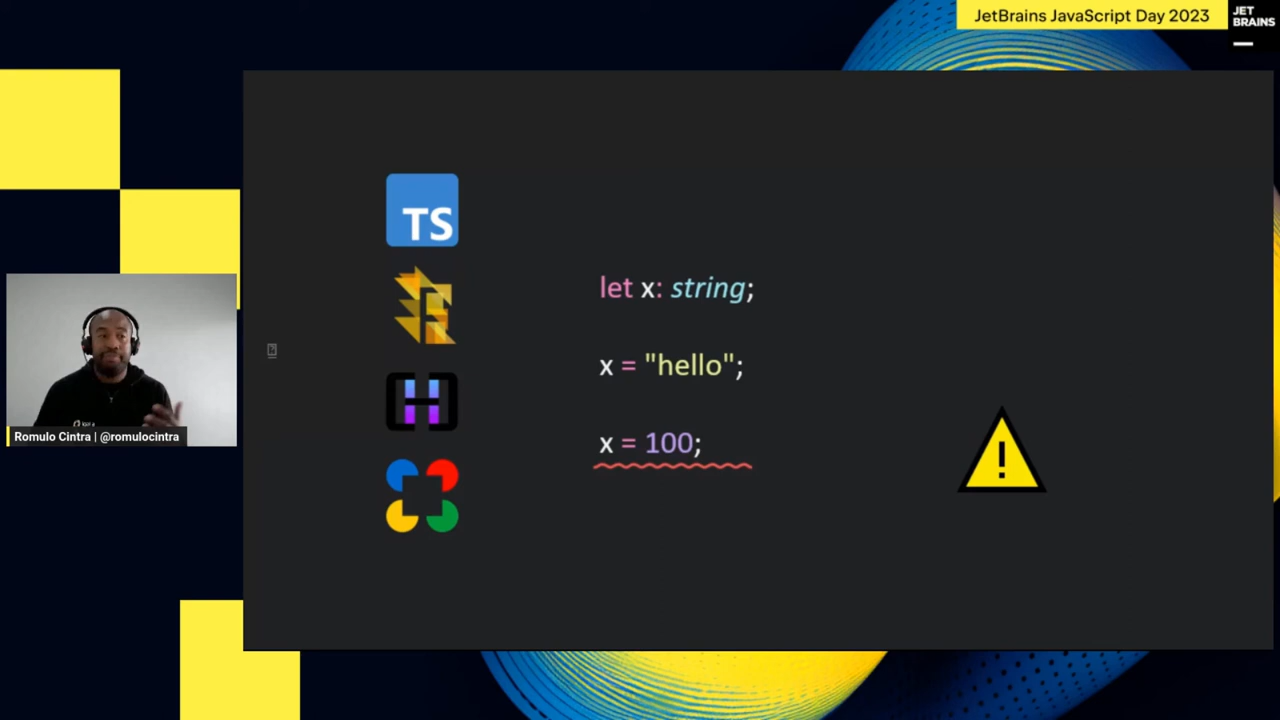 JetBrains JavaScript Day 2023
JET
BRAINS
TS
let x: string;
x = "hello";
x = 100;
!
H
Romulo Cintra | @romulocintra